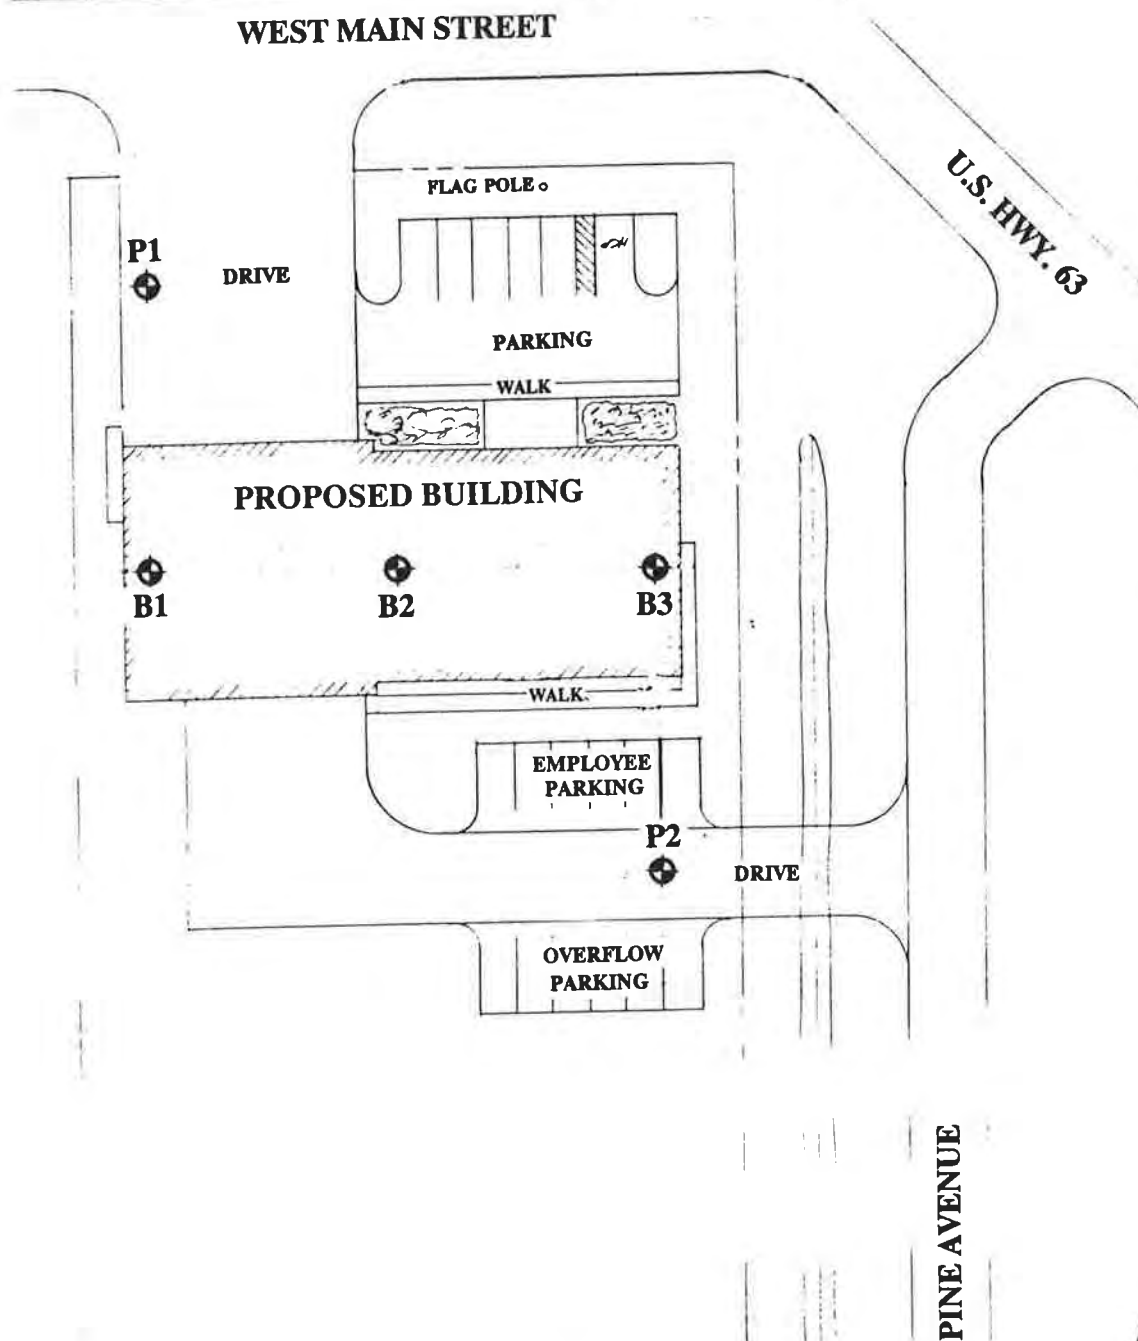 WEST MAIN STREET
U.S. HWY. 63
FLAG POLE
P1
DRIVE
PARKING
WALK
PROPOSED BUILDING
B1
B2
B3
WALK
EMPLOYEE
PARKING
P2
DRIVE
OVERFLOW
PARKING
PINE AVENUE